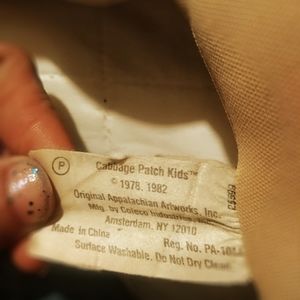 P
Cabbage Patch Kids™
© 1978, 1982
Original Appalachian Artworks, Inc.
Mfg. by Coleco Industries, Inc.
Amsterdam, NY 12010
Made in China Reg. No. PA-10
Surface Washable. Do Not Dry Clean